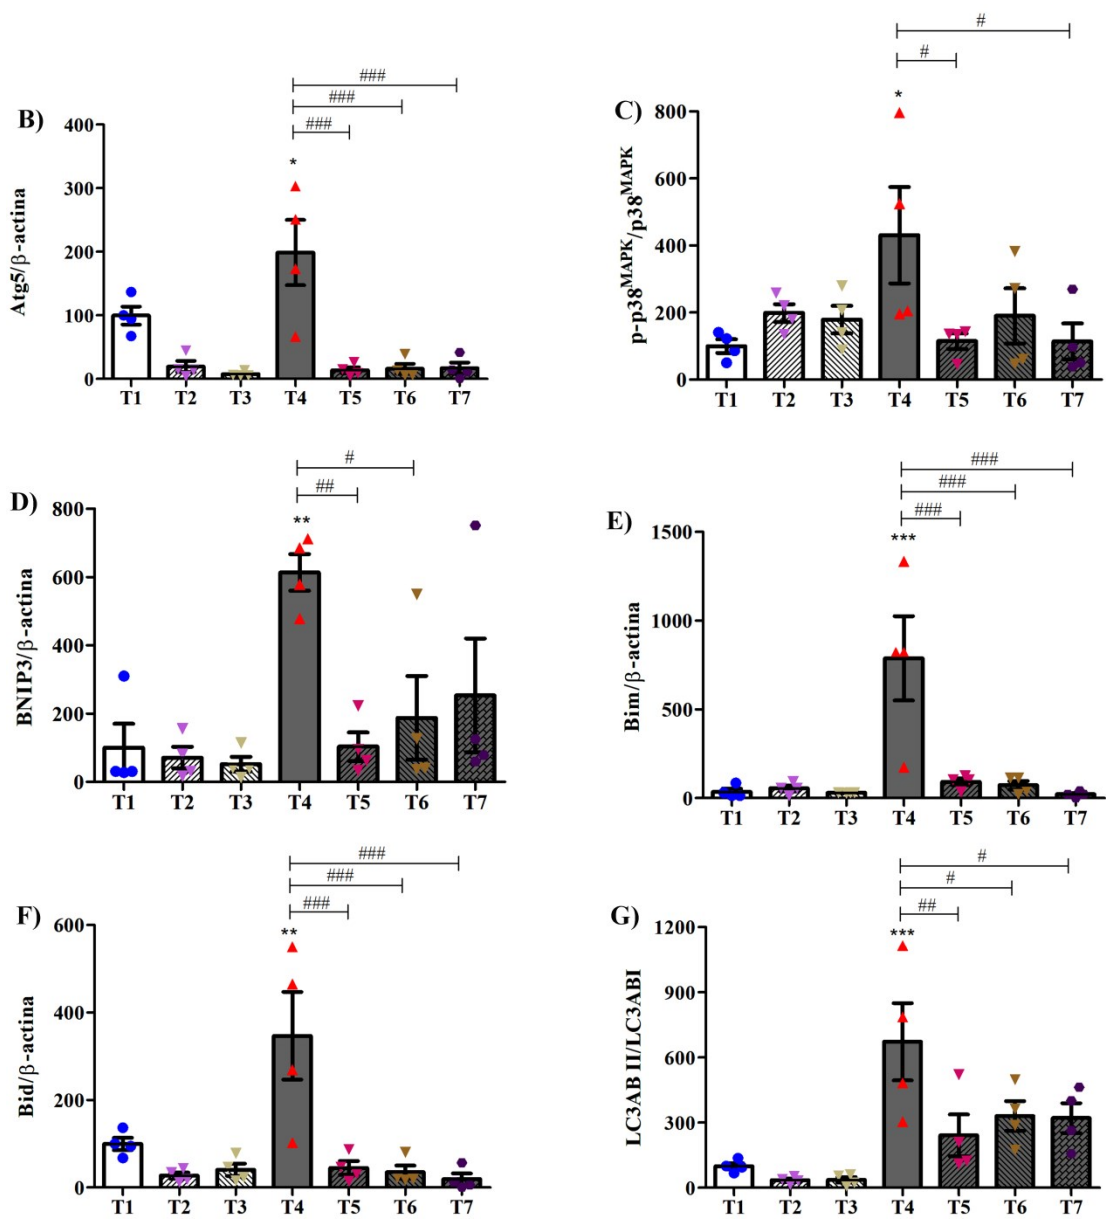 B)
Atg5/β-actina
400
300
200
100
0
###
###
###
*
T1 T2 T3 T4 T5 T6 T7
C)
p-p38MAPK/p38MAPK
800
600
400
200
0
#
#
*
T1 T2 T3 T4 T5 T6 T7
D)
BNIP3/β-actina
800
600
400
200
0
#
##
**
T1 T2 T3 T4 T5 T6 T7
E)
Bim/β-actina
1500
1000
500
0
###
###
###
***
T1 T2 T3 T4 T5 T6 T7
F)
Bid/β-actina
600
400
200
0
###
###
###
**
T1 T2 T3 T4 T5 T6 T7
G)
LC3AB II/LC3ABI
1200
900
600
300
0
#
#
##
***
T1 T2 T3 T4 T5 T6 T7